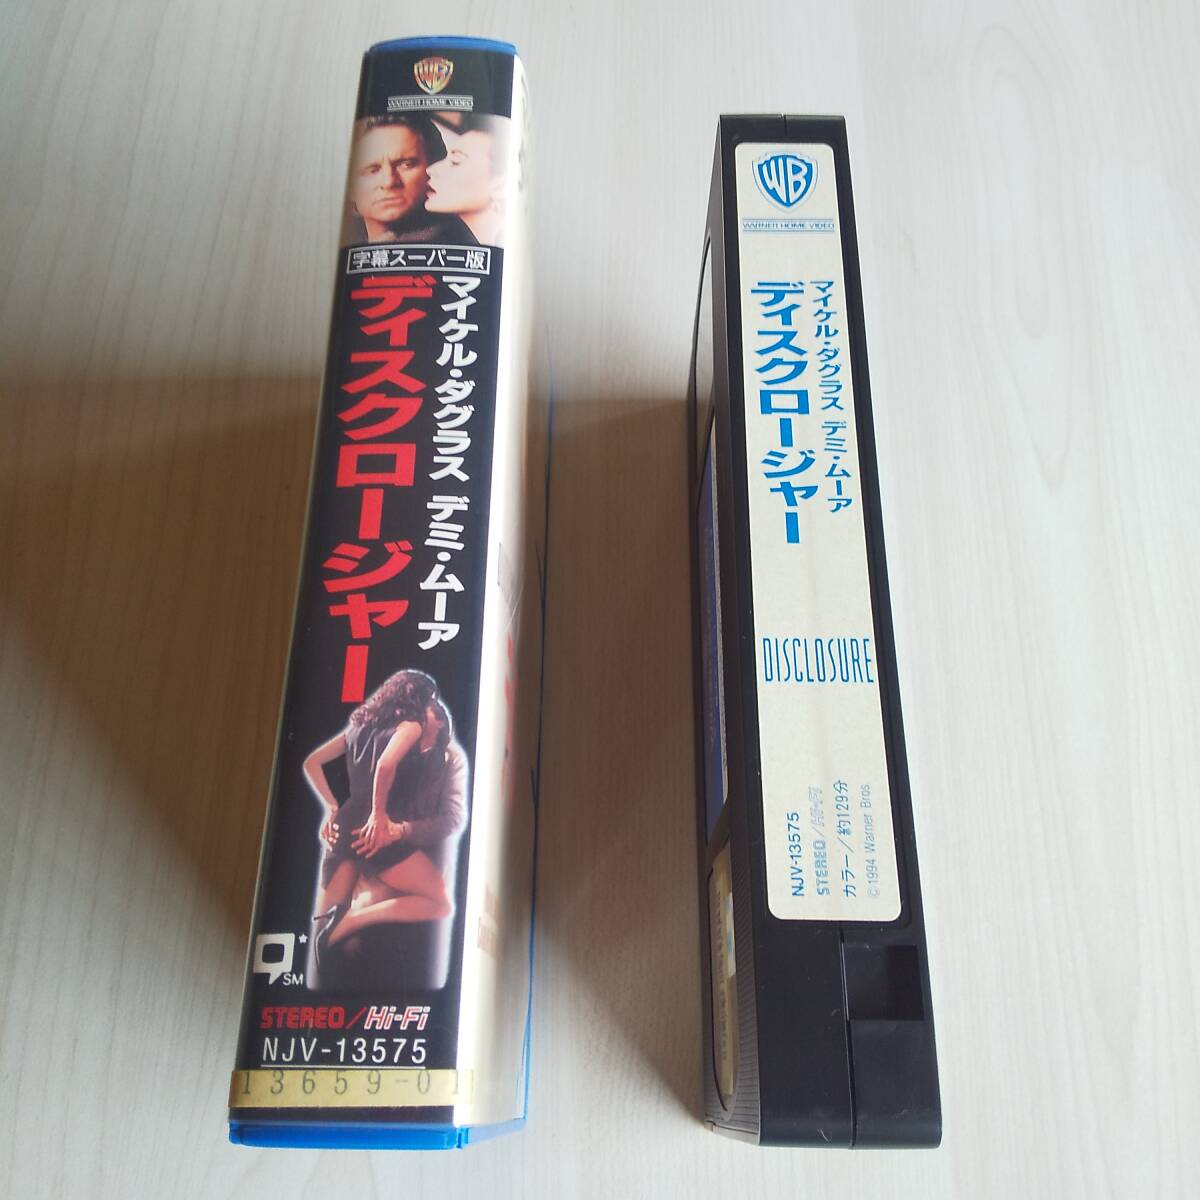 WB
WARNER HOME VIDEO
字幕スーパー版
マイケル・ダグラス デミ・ムーア
ディスクロージャー
SM
STEREO/Hi-Fi
NJV-13575
13659-01
WB
WARNER HOME VIDEO
マイケル・ダグラス デミ・ムーア
ディスクロージャー
DISCLOSURE
NJV-13575
STEREO/Hi-Fi
カラー/約129分
©1994 Warner Bros